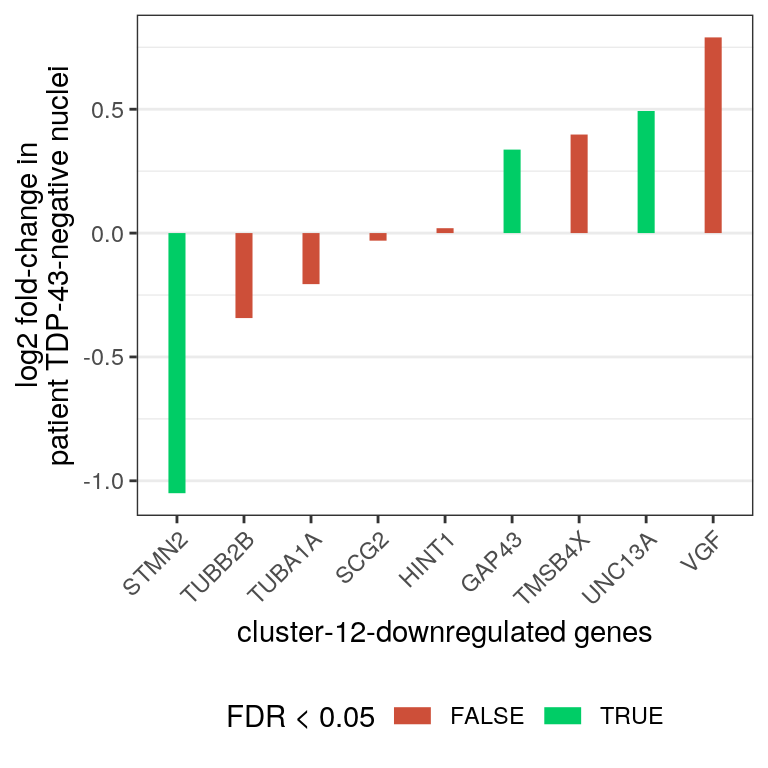 log2 fold-change in
patient TDP-43-negative nuclei
0.5
0.0
-0.5
-1.0
STMN2
TUBB2B
TUBA1A
SCG2
HINT1
GAP43
TMSB4X
UNC13A
VGF
cluster-12-downregulated genes
FDR < 0.05 FALSE TRUE